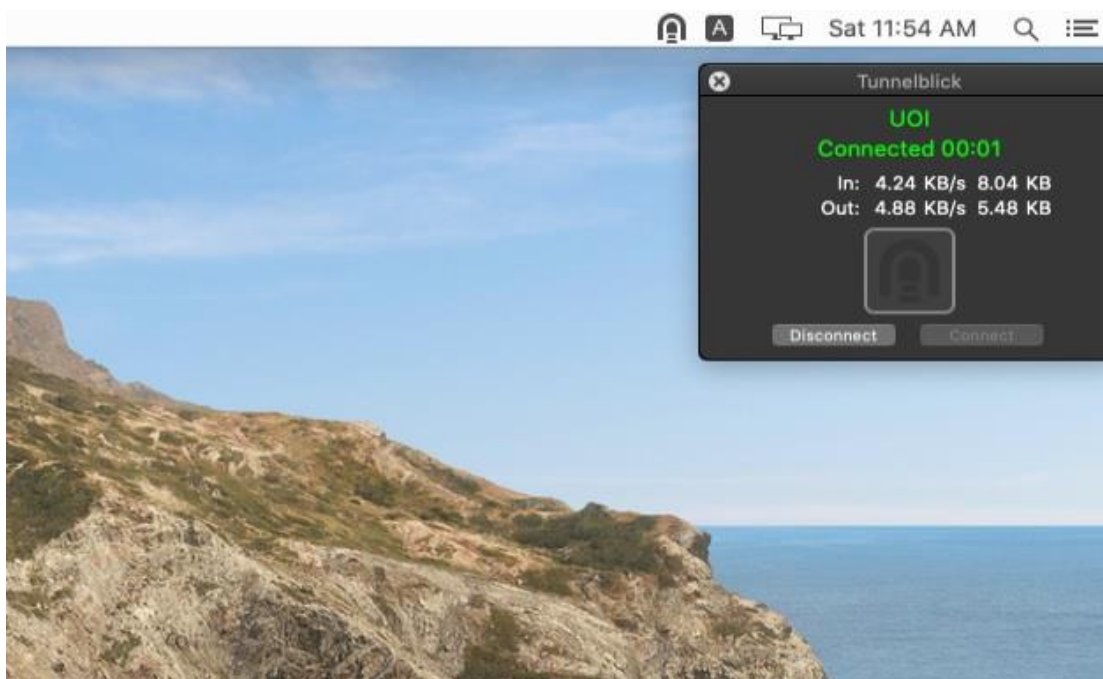 A Sat 11:54 AM
Tunnelblick
UOI
Connected 00:01
In: 4.24 KB/s 8.04 KB
Out: 4.88 KB/s 5.48 KB
Disconnect Connect